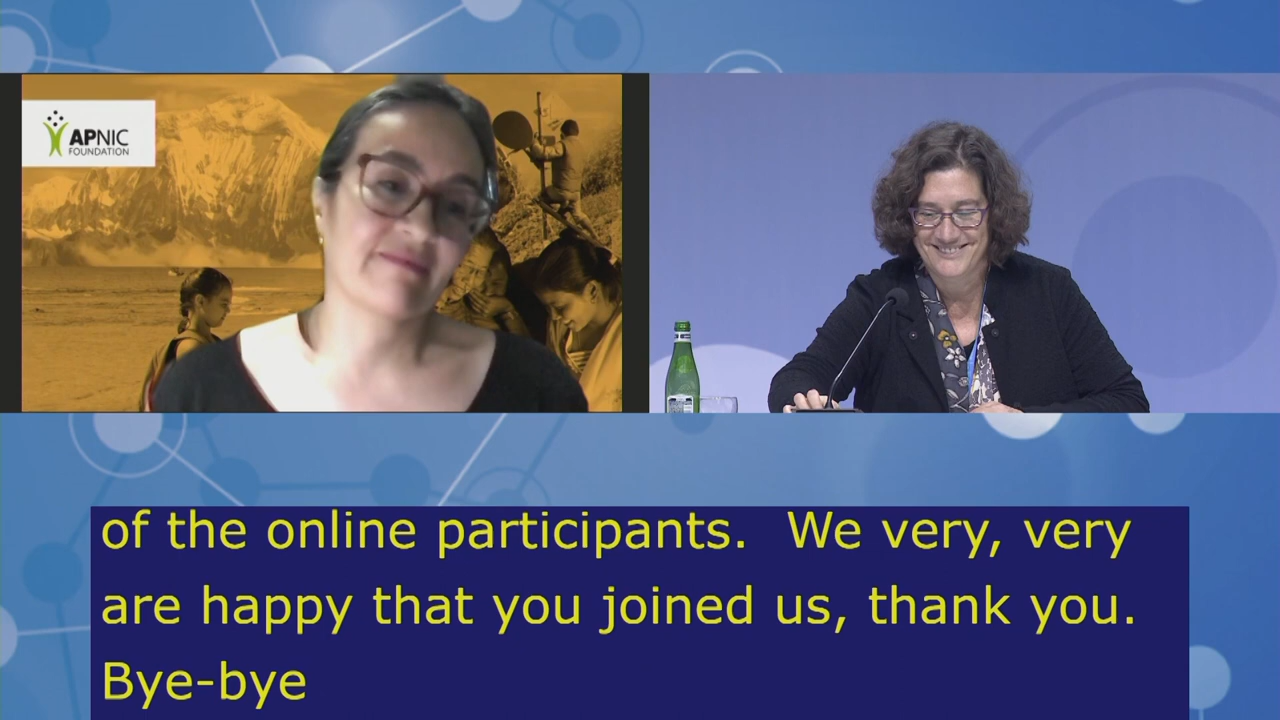 APNIC
FOUNDATION
of the online participants.  We very, very
are happy that you joined us, thank you.
Bye-bye